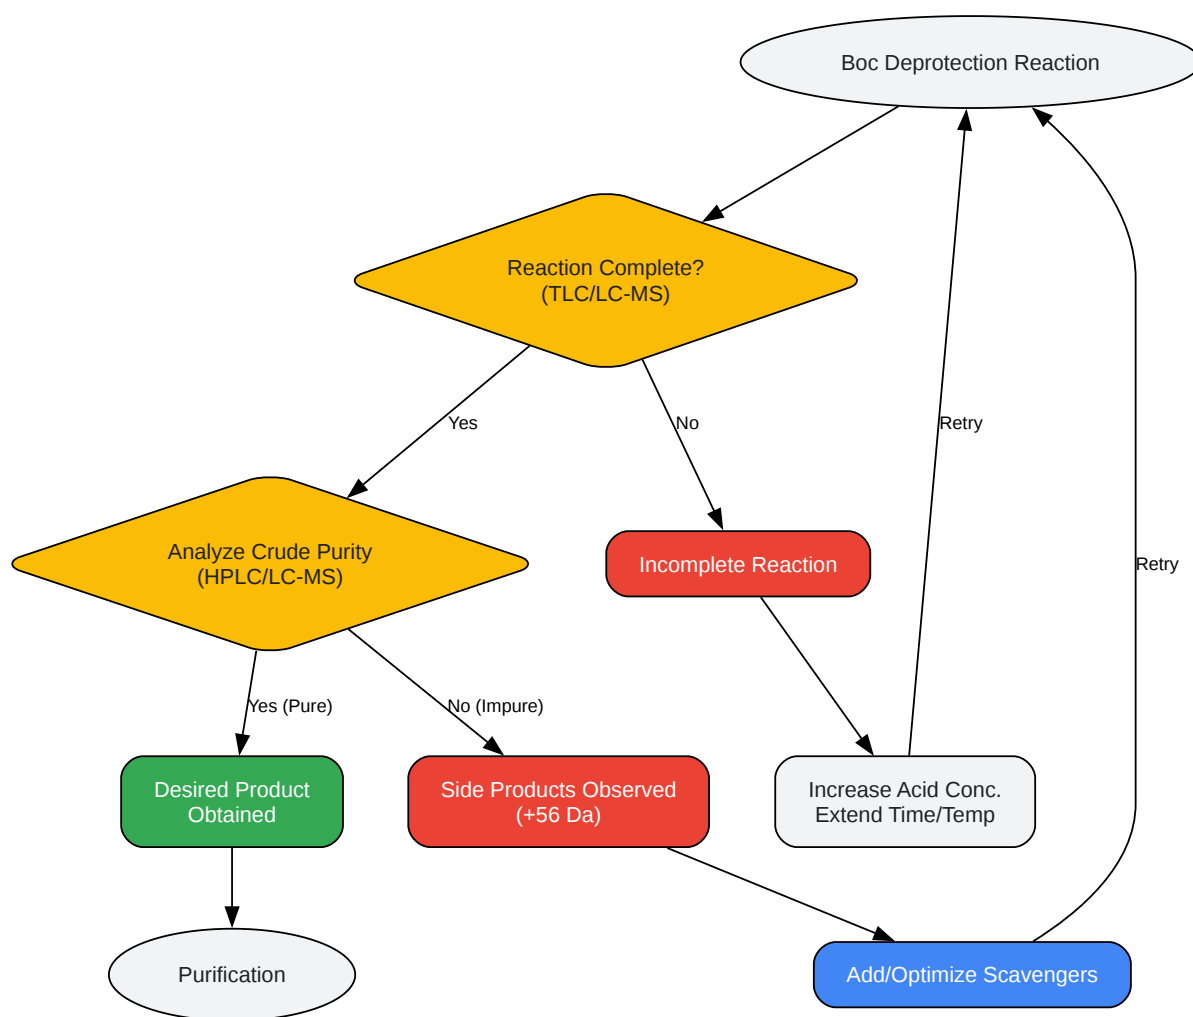 Boc Deprotection Reaction
Reaction Complete?
(TLC/LC-MS)
Yes
No
Retry
Analyze Crude Purity
(HPLC/LC-MS)
Incomplete Reaction
Retry
Yes (Pure)
No (Impure)
Desired Product
Obtained
Side Products Observed
(+56 Da)
Increase Acid Conc.
Extend Time/Temp
Purification
Add/Optimize Scavengers